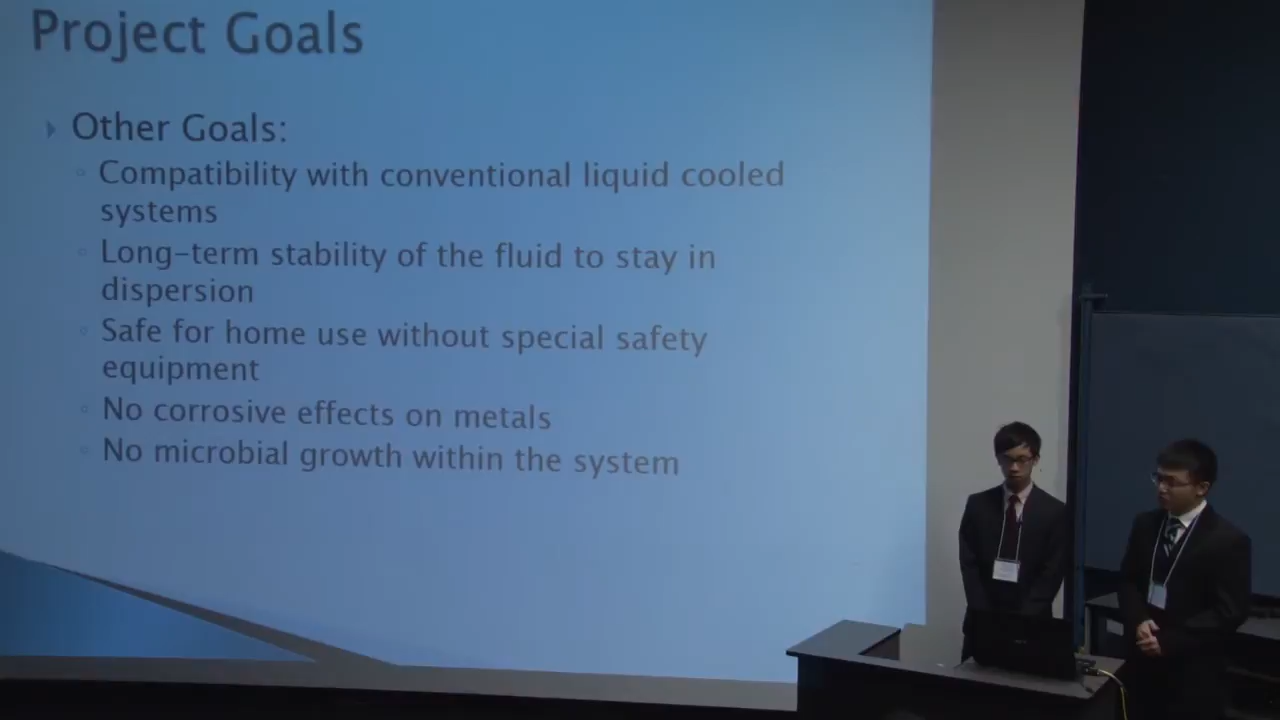 Project Goals
Other Goals:
Compatibility with conventional liquid cooled
systems
Long-term stability of the fluid to stay in
dispersion
Safe for home use without special safety
equipment
No corrosive effects on metals
No microbial growth within the system